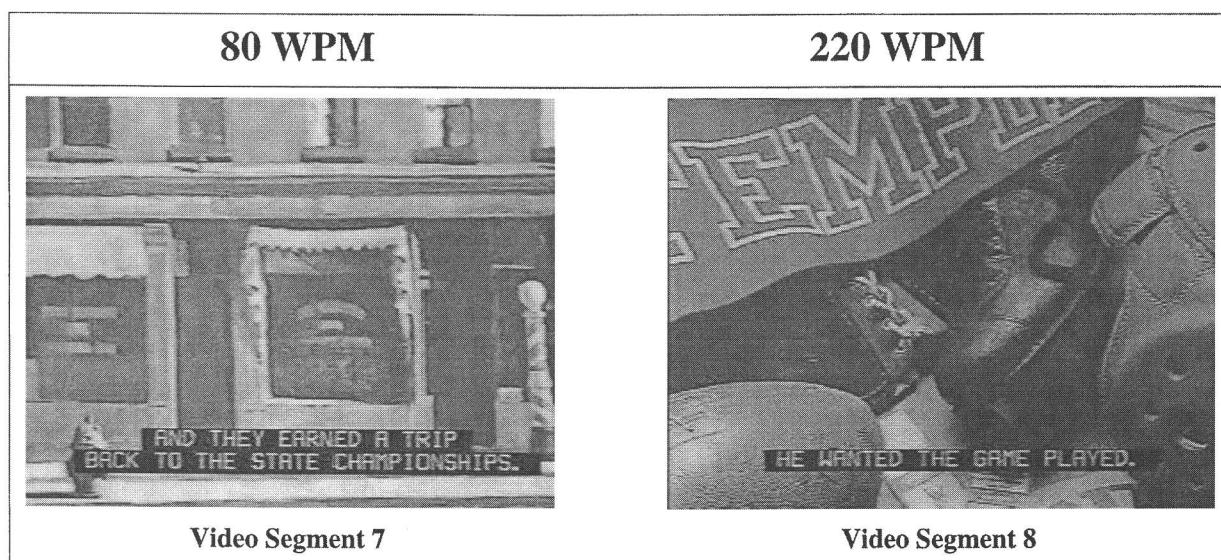 80 WPM
220 WPM
AND THEY EARNED A TRIP
BACK TO THE STATE CHAMPIONSHIPS.
Video Segment 7
TEMPLE
HE WANTED THE GAME PLAYED.
Video Segment 8